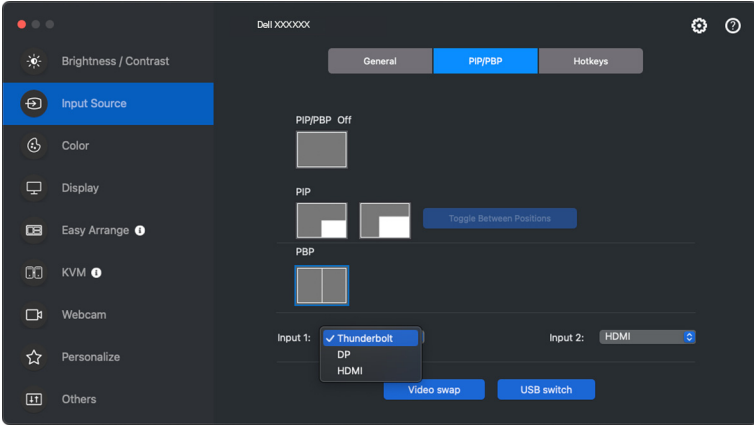 Dell XXXXXX
Brightness / Contrast
Input Source
Color
Display
Easy Arrange
KVM
Webcam
Personalize
Others
General PIP/PBP Hotkeys
PIP/PBP Off
PIP
Toggle Between Positions
PBP
Input 1: ✓ Thunderbolt
DP
HDMI
Input 2: HDMI
Video swap USB switch